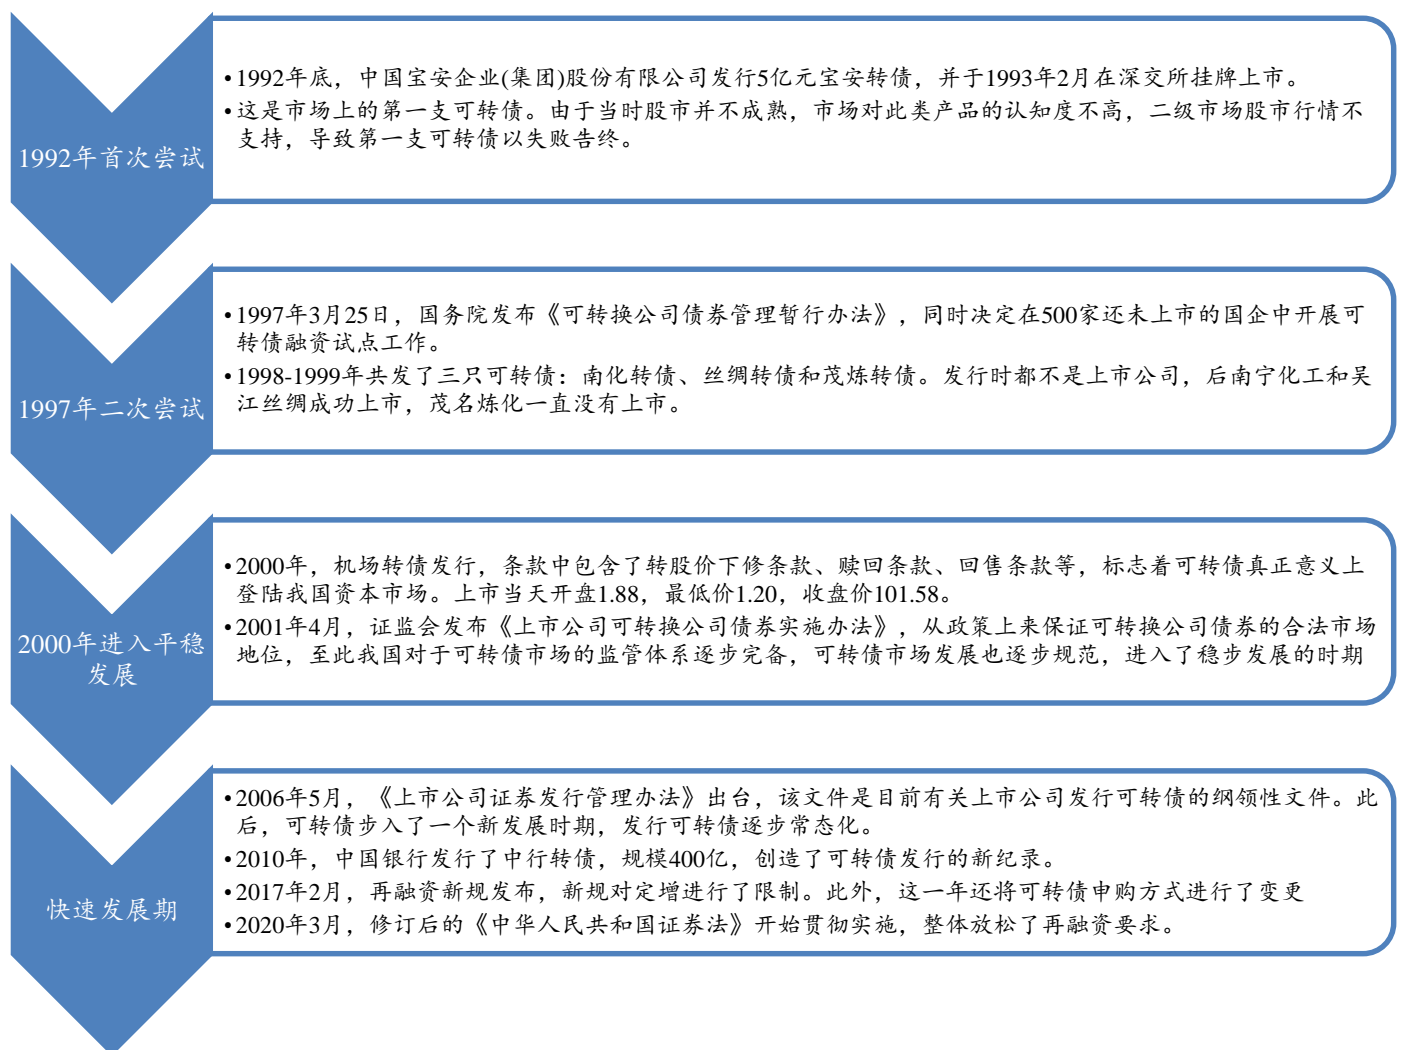 1992年首次尝试
•1992年底，中国宝安企业(集团)股份有限公司发行5亿元宝安转债，并于1993年2月在深交所挂牌上市。
•这是市场上的第一支可转债。由于当时股市并不成熟，市场对此类产品的认知度不高，二级市场股市行情不
支持，导致第一支可转债以失败告终。
1997年二次尝试
•1997年3月25日，国务院发布《可转换公司债券管理暂行办法》，同时决定在500家还未上市的国企中开展可
转债融资试点工作。
•1998-1999年共发了三只可转债：南化转债、丝绸转债和茂炼转债。发行时都不是上市公司，后南宁化工和吴
江丝绸成功上市，茂名炼化一直没有上市。
2000年进入平稳
发展
•2000年，机场转债发行，条款中包含了转股价下修条款、赎回条款、回售条款等，标志着可转债真正意义上
登陆我国资本市场。上市当天开盘1.88，最低价1.20，收盘价101.58。
•2001年4月，证监会发布《上市公司可转换公司债券实施办法》，从政策上来保证可转换公司债券的合法市场
地位，至此我国对于可转债市场的监管体系逐步完备，可转债市场发展也逐步规范，进入了稳步发展的时期
快速发展期
•2006年5月，《上市公司证券发行管理办法》出台，该文件是目前有关上市公司发行可转债的纲领性文件。此
后，可转债步入了一个新发展时期，发行可转债逐步常态化。
•2010年，中国银行发行了中行转债，规模400亿，创造了可转债发行的新纪录。
•2017年2月，再融资新规发布，新规对定增进行了限制。此外，这一年还将可转债申购方式进行了变更
•2020年3月，修订后的《中华人民共和国证券法》开始贯彻实施，整体放松了再融资要求。